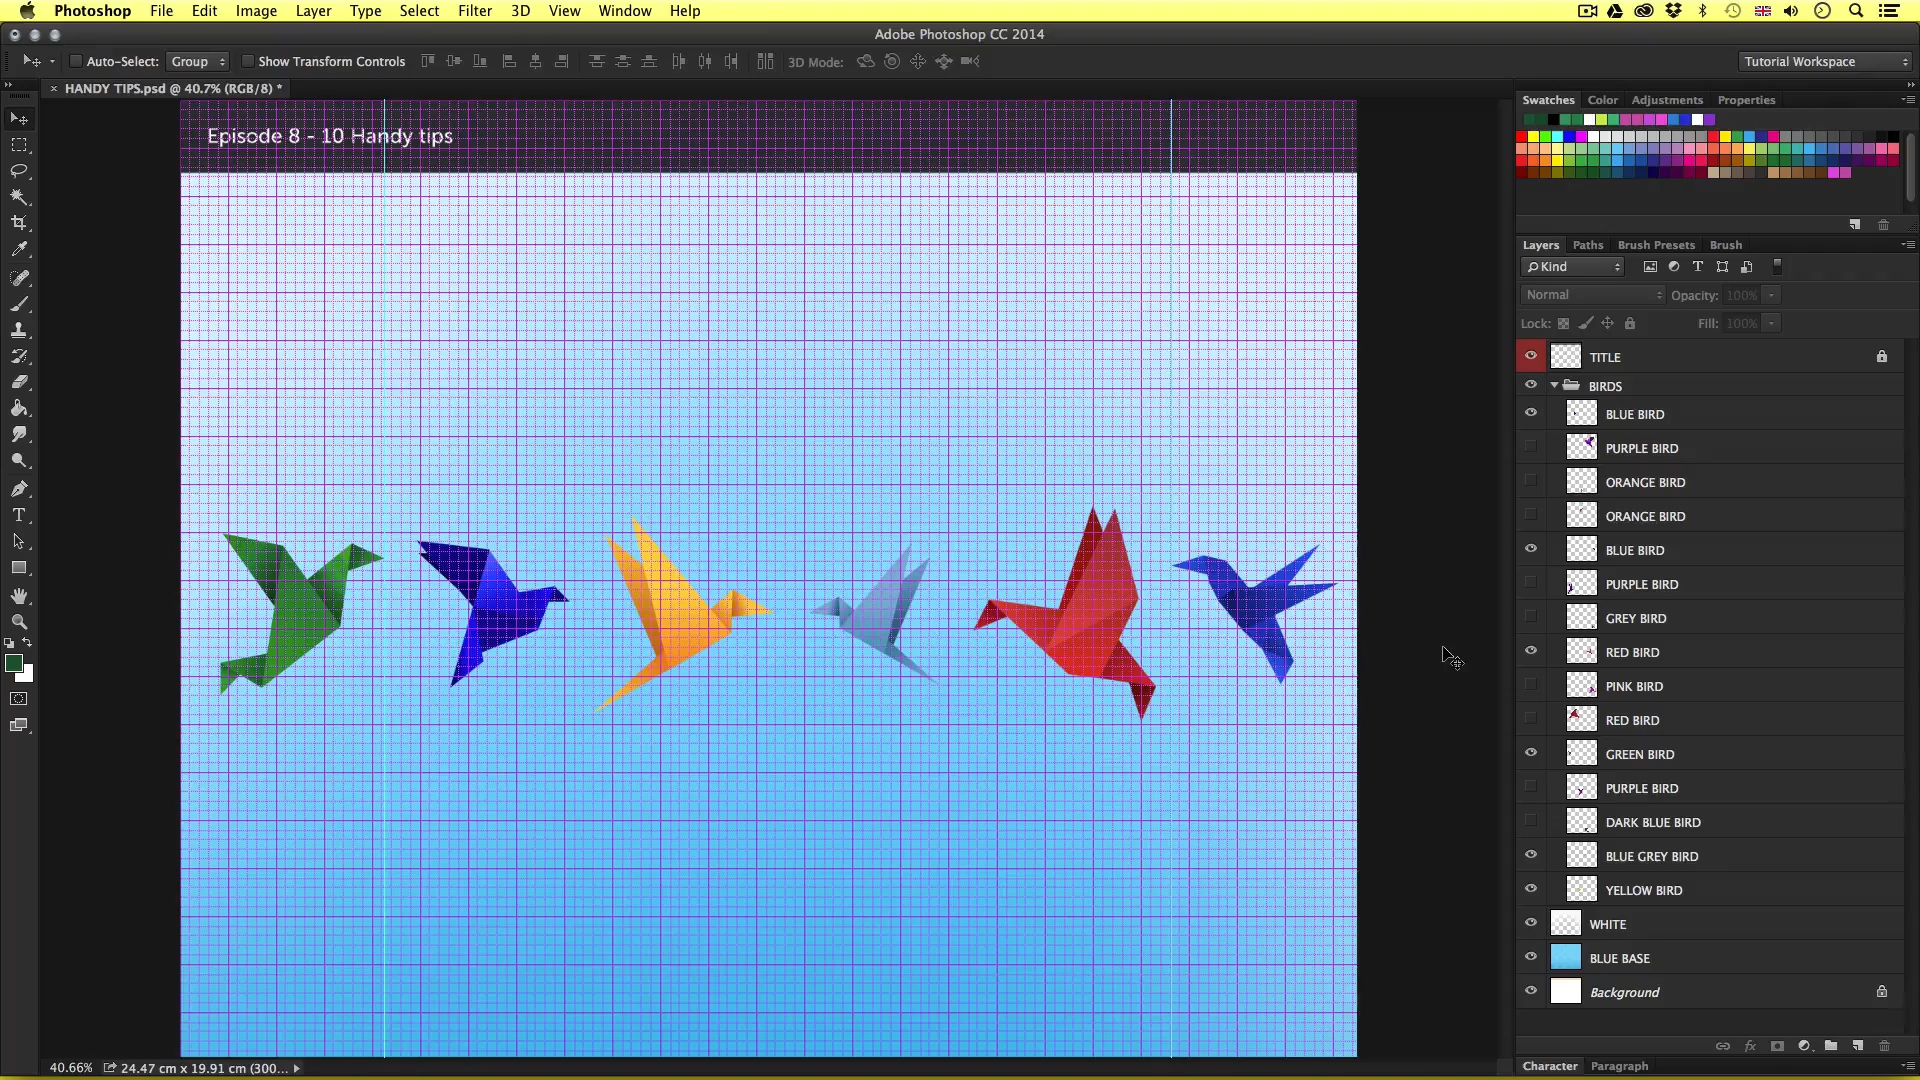 Photoshop File Edit Image Layer Type Select Filter 3D View Window Help
Adobe Photoshop CC 2014
Auto-Select: Group Show Transform Controls 3D Mode: Tutorial Workspace
× HANDY TIPS.psd @ 40.7% (RGB/8) *
Episode 8 - 10 Handy tips
Swatches Color Adjustments Properties
Layers Paths Brush Presets Brush
Kind
Normal Opacity: 100%
Lock: Fill: 100%
TITLE
BIRDS
BLUE BIRD
PURPLE BIRD
ORANGE BIRD
ORANGE BIRD
BLUE BIRD
PURPLE BIRD
GREY BIRD
RED BIRD
PINK BIRD
RED BIRD
GREEN BIRD
PURPLE BIRD
DARK BLUE BIRD
BLUE GREY BIRD
YELLOW BIRD
WHITE
BLUE BASE
Background
40.66% 24.47 cm x 19.91 cm (300...
Character Paragraph